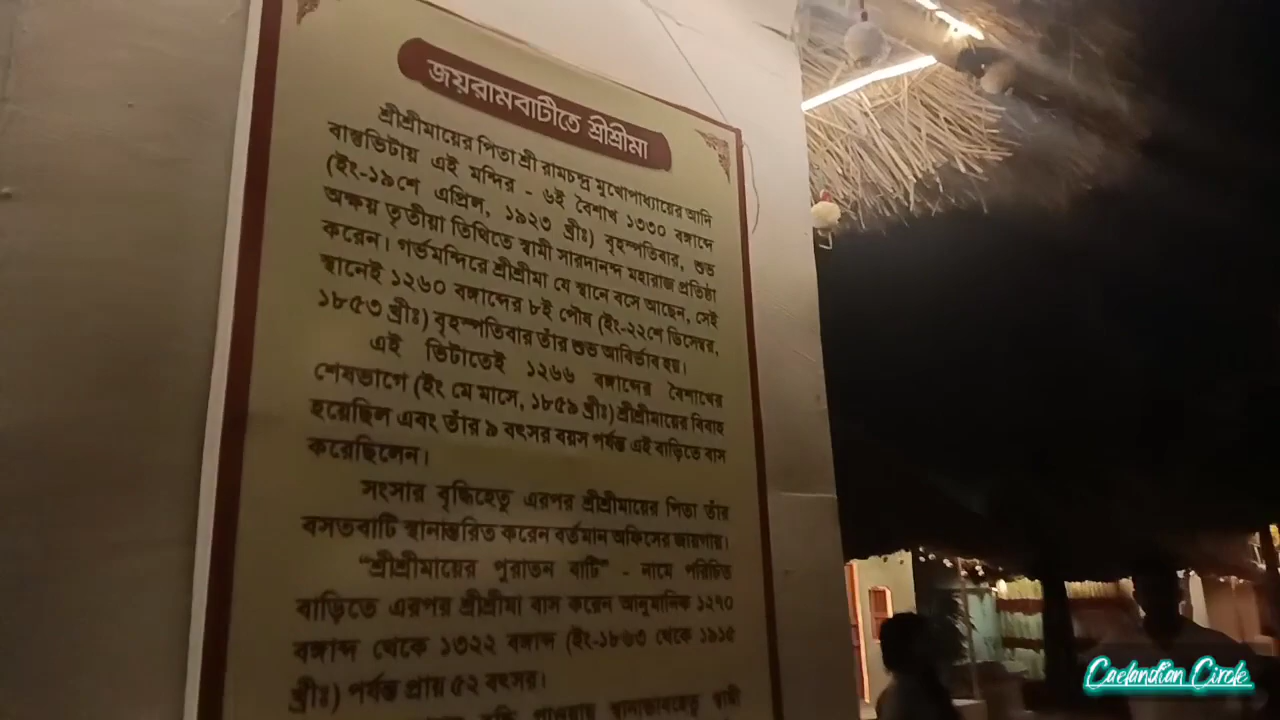 জয়রামবাটীতে শ্রীশ্রীমা
শ্রীশ্রীমায়ের পিতা শ্রী রামচন্দ্র মুখোপাধ্যায়ের আদি
বাস্তুভিটায় এই মন্দির - ৬ই বৈশাখ ১৩৩০ বঙ্গাব্দে
(ইং-১৯শে এপ্রিল, ১৯২৩ খ্রীঃ) বৃহস্পতিবার, শুভ
অক্ষয় তৃতীয়া তিথিতে স্বামী সারদানন্দ মহারাজ প্রতিষ্ঠা
করেন। গর্ভমন্দিরে শ্রীশ্রীমা যে স্থানে বসে আছেন, সেই
স্থানেই ১২৬০ বঙ্গাব্দের ৮ই পৌষ (ইং-২২শে ডিসেম্বর,
১৮৫৩ খ্রীঃ) বৃহস্পতিবার তাঁর শুভ আবির্ভাব হয়।
এই ভিটাতেই ১২৬৬ বঙ্গাব্দের বৈশাখের
শেষভাগে (ইং মে মাসে, ১৮৫৯ খ্রীঃ) শ্রীশ্রীমায়ের বিবাহ
হয়েছিল এবং তাঁর ৯ বৎসর বয়স পর্যন্ত এই বাড়িতে বাস
করেছিলেন।
সংসার বৃদ্ধিহেতু এরপর শ্রীশ্রীমায়ের পিতা তাঁর
বসতবাটি স্থানান্তরিত করেন বর্তমান অফিসের জায়গায়।
"শ্রীশ্রীমায়ের পুরাতন বাটি" - নামে পরিচিত
বাড়িতে এরপর শ্রীশ্রীমা বাস করেন আনুমানিক ১২৭০
বঙ্গাব্দ থেকে ১৩২২ বঙ্গাব্দ (ইং-১৮৬৩ থেকে ১৯১৫
খ্রীঃ) পর্যন্ত প্রায় ৫২ বৎসর।
Caelandian Circle